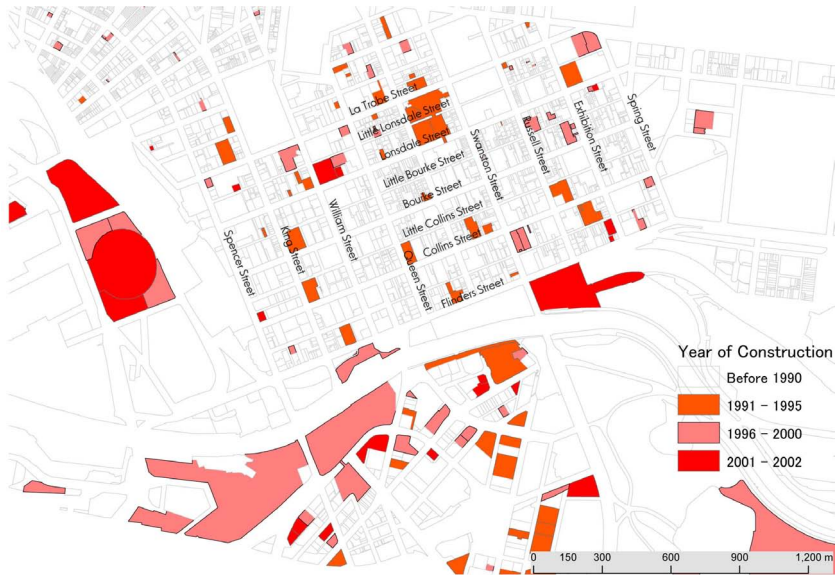 La Trobe Street
Little Lonsdale Street
Lonsdale Street
Little Bourke Street
Bourke Street
Little Collins Street
Collins Street
Flinders Street
Spencer Street
King Street
William Street
Queen Street
Swanston Street
Russell Street
Exhibition Street
Spring Street
Year of Construction
Before 1990
1991 - 1995
1996 - 2000
2001 - 2002
0 150 300 600 900 1,200 m